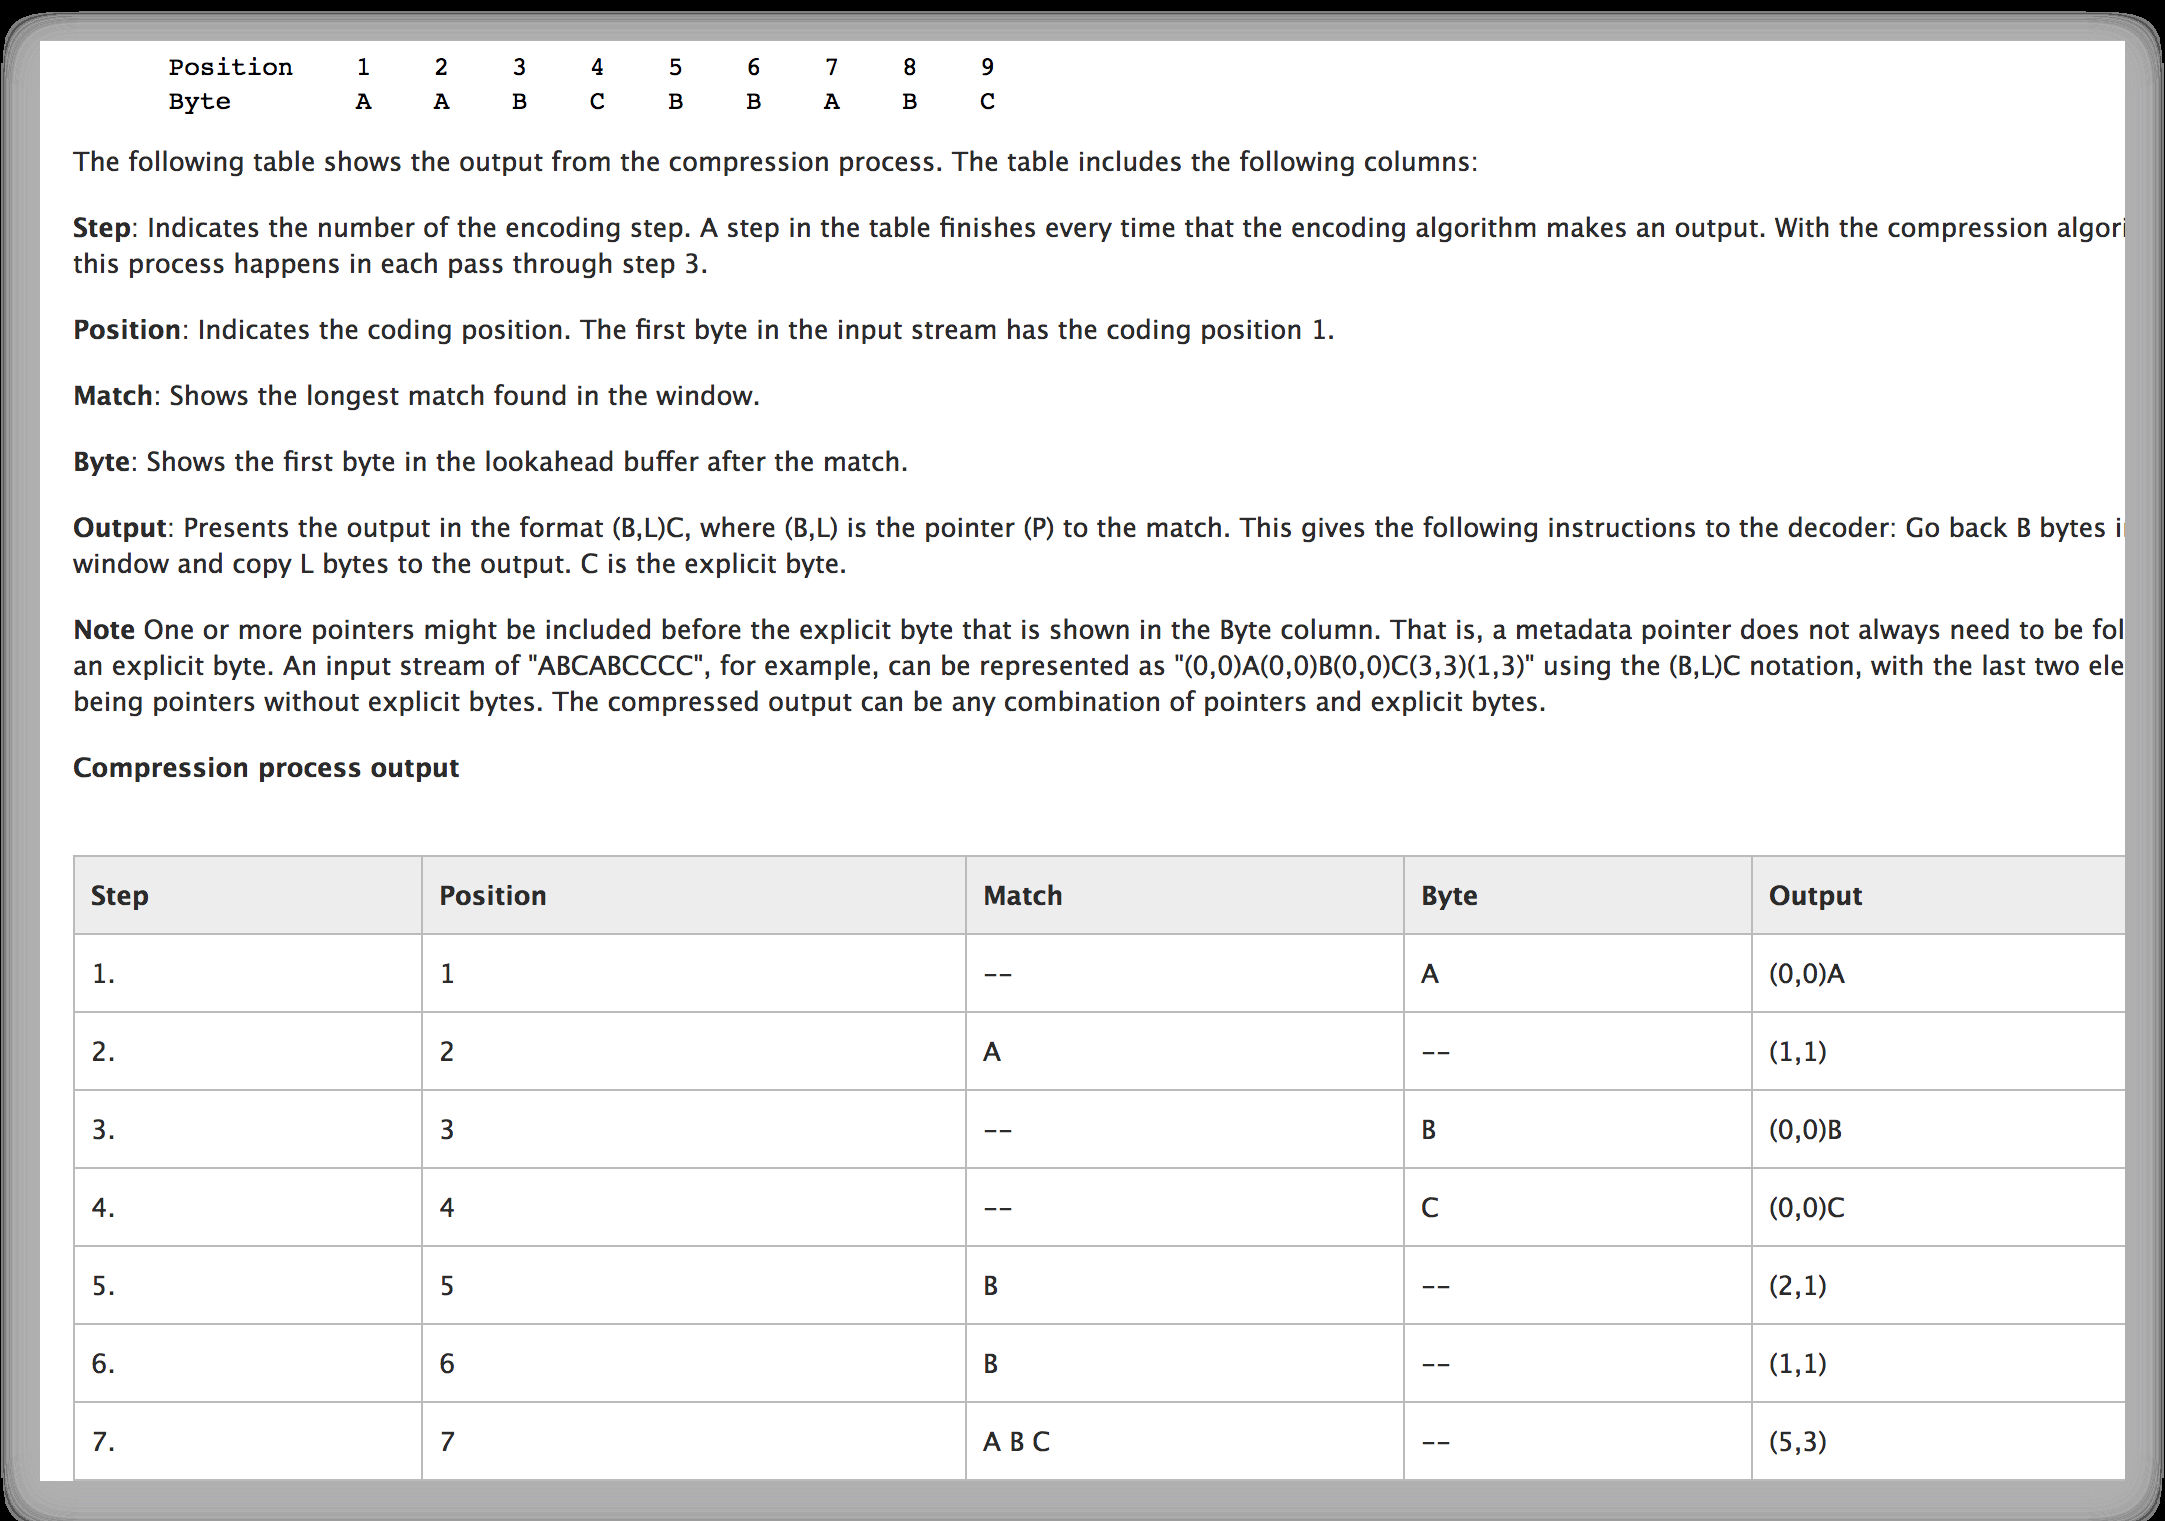 Position 1 2 3 4 5 6 7 8 9
Byte A A B C B B A B C
The following table shows the output from the compression process. The table includes the following columns:
Step: Indicates the number of the encoding step. A step in the table finishes every time that the encoding algorithm makes an output. With the compression algori
this process happens in each pass through step 3.
Position: Indicates the coding position. The first byte in the input stream has the coding position 1.
Match: Shows the longest match found in the window.
Byte: Shows the first byte in the lookahead buffer after the match.
Output: Presents the output in the format (B,L)C, where (B,L) is the pointer (P) to the match. This gives the following instructions to the decoder: Go back B bytes i
window and copy L bytes to the output. C is the explicit byte.
Note One or more pointers might be included before the explicit byte that is shown in the Byte column. That is, a metadata pointer does not always need to be fol
an explicit byte. An input stream of "ABCABCCCC", for example, can be represented as "(0,0)A(0,0)B(0,0)C(3,3)(1,3)" using the (B,L)C notation, with the last two ele
being pointers without explicit bytes. The compressed output can be any combination of pointers and explicit bytes.
Compression process output
Step Position Match Byte Output
1. 1 -- A (0,0)A
2. 2 A -- (1,1)
3. 3 -- B (0,0)B
4. 4 -- C (0,0)C
5. 5 B -- (2,1)
6. 6 B -- (1,1)
7. 7 A B C -- (5,3)